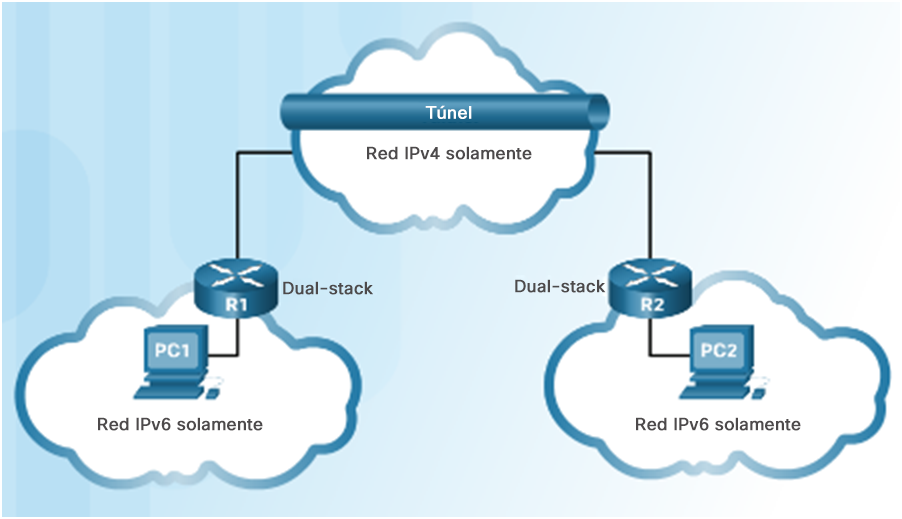 Túnel
Red IPv4 solamente
R1
Dual-stack
Dual-stack
R2
PC1
PC2
Red IPv6 solamente
Red IPv6 solamente